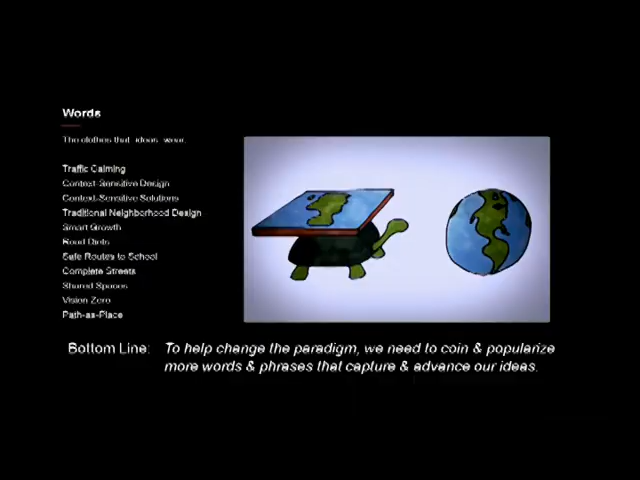 Words
The clothes that ideas wear.
Traffic Calming
Context-Sensitive Design
Context-Sensitive Solutions
Traditional Neighborhood Design
Smart Growth
Road Diets
Safe Routes to School
Complete Streets
Shared Spaces
Vision Zero
Path-as-Place
Bottom Line: To help change the paradigm, we need to coin & popularize
more words & phrases that capture & advance our ideas.